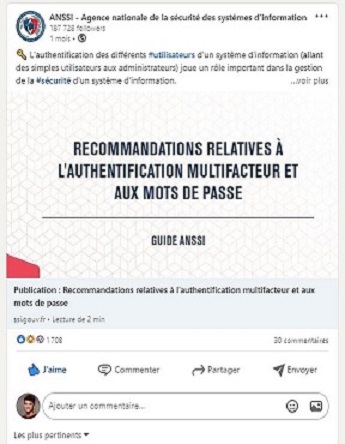 ANSSI - Agence nationale de la sécurité des systèmes d'information
187 728 followers
1 mois •
L'authentification des différents #utilisateurs d'un système d'information (allant
des simples utilisateurs aux administrateurs) joue un rôle important dans la gestion
de la #sécurité d'un système d'information. ...voir plus
RECOMMANDATIONS RELATIVES À
L'AUTHENTIFICATION MULTIFACTEUR ET
AUX MOTS DE PASSE
GUIDE ANSSI
Publication : Recommandations relatives à l'authentification multifacteur et aux
mots de passe
ssi.gouv.fr • Lecture de 2 min
1 708
30 commentaires
J'aime
Commenter
Partager
Envoyer
Ajouter un commentaire...
Les plus pertinents